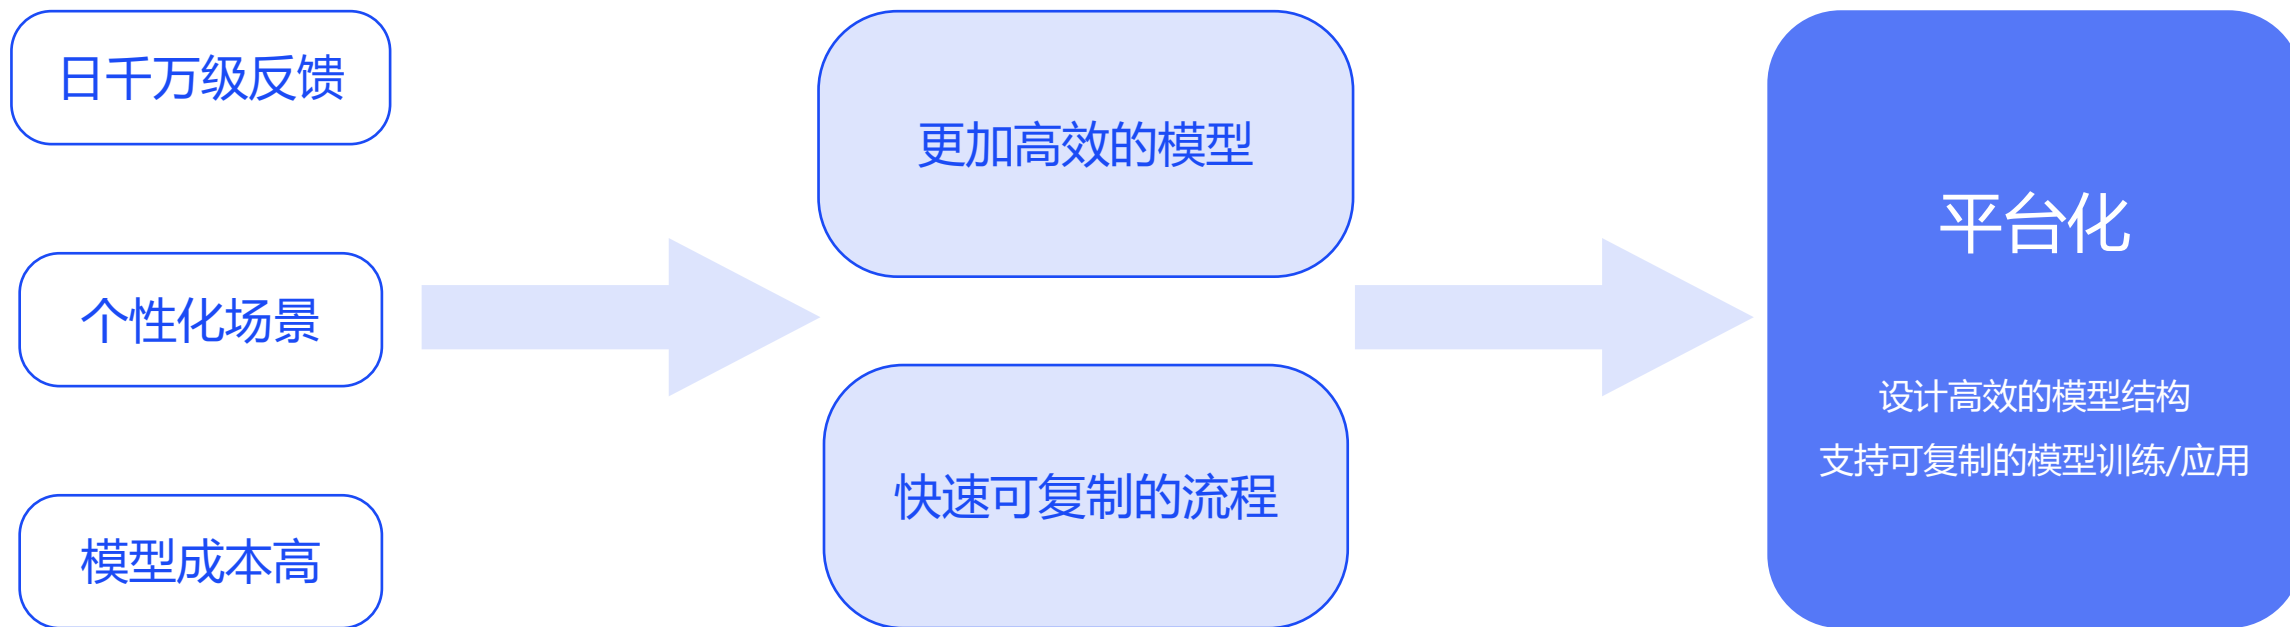 日千万级反馈
个性化场景
模型成本高
更加高效的模型
快速可复制的流程
平台化
设计高效的模型结构
支持可复制的模型训练/应用